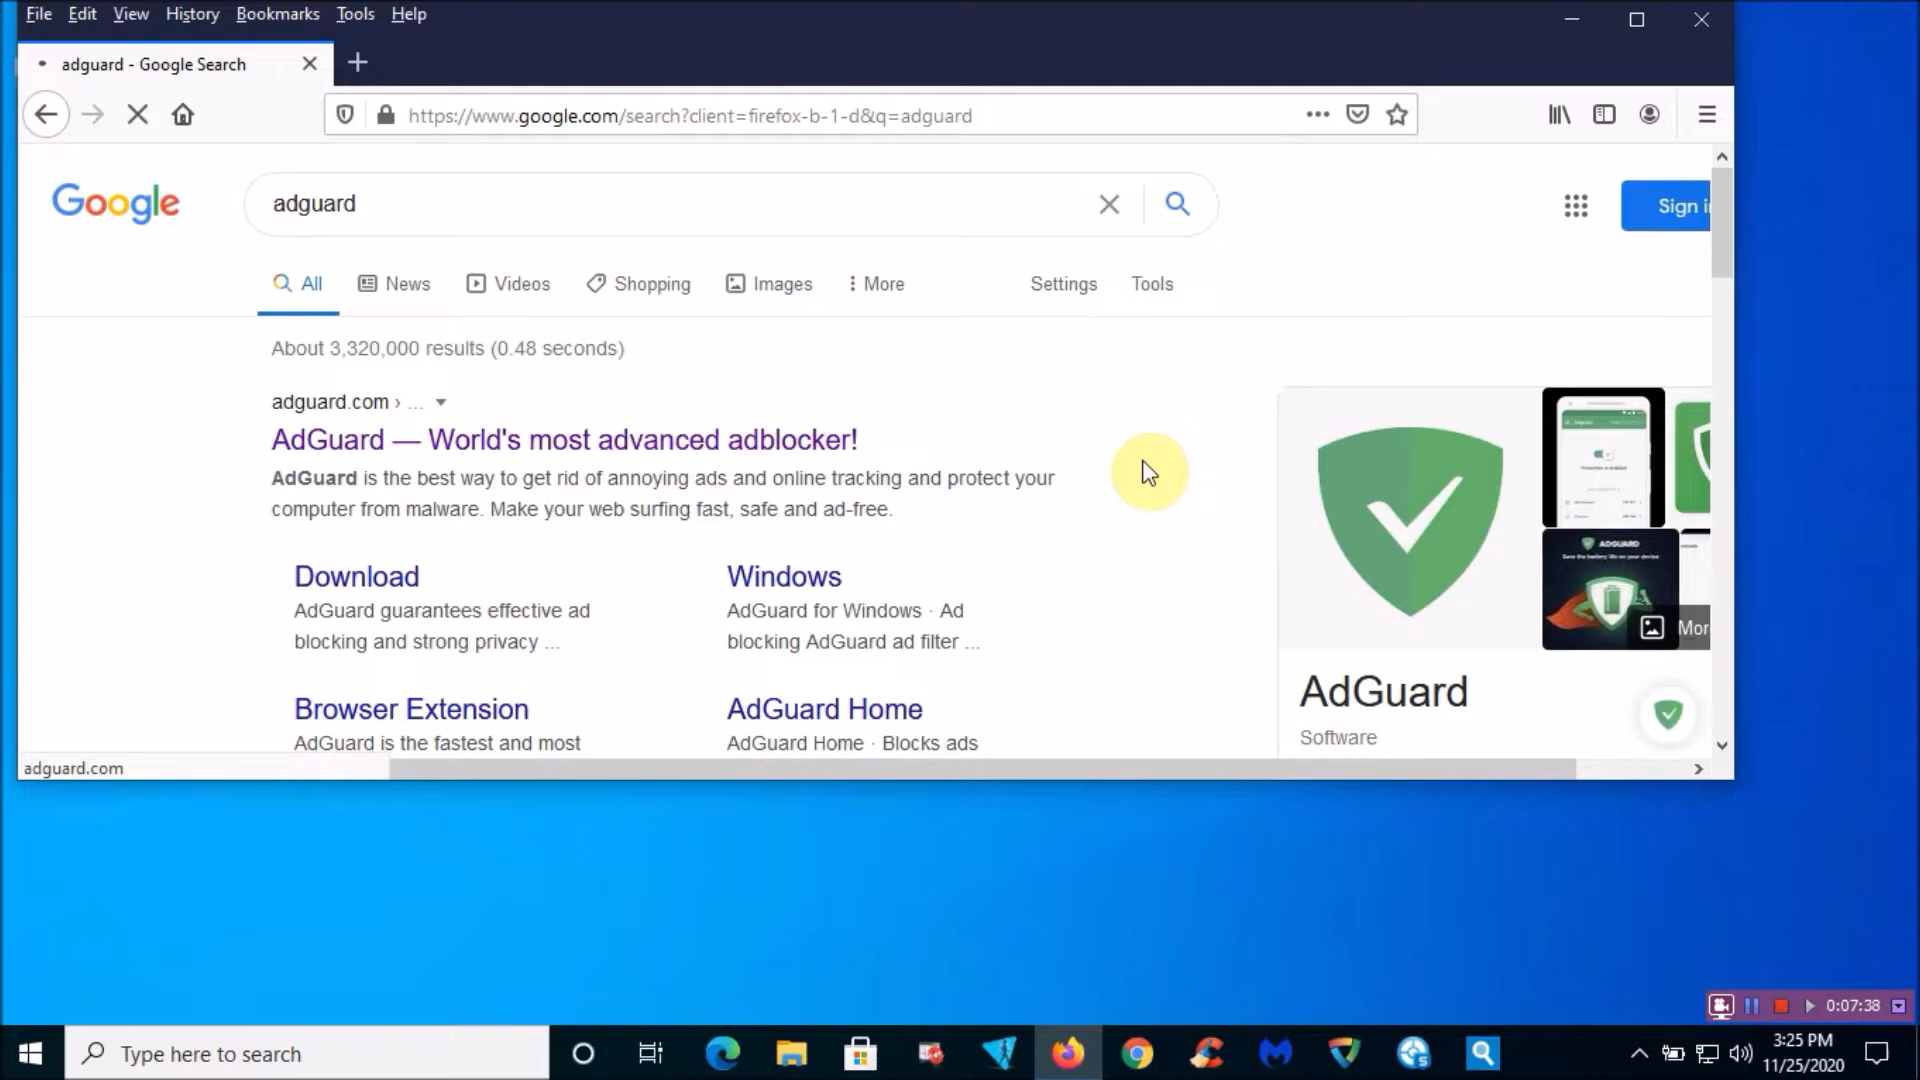 File Edit View History Bookmarks Tools Help
adguard - Google Search
https://www.google.com/search?client=firefox-b-1-d&q=adguard
Google
adguard
Sign i
All News Videos Shopping Images More Settings Tools
About 3,320,000 results (0.48 seconds)
adguard.com › ...
AdGuard — World's most advanced adblocker!
AdGuard is the best way to get rid of annoying ads and online tracking and protect your
computer from malware. Make your web surfing fast, safe and ad-free.
Download
AdGuard guarantees effective ad
blocking and strong privacy ...
Windows
AdGuard for Windows · Ad
blocking AdGuard ad filter ...
Browser Extension
AdGuard is the fastest and most
AdGuard Home
AdGuard Home · Blocks ads
ADGUARD
Mor
AdGuard
Software
adguard.com
0:07:38
Type here to search
3:25 PM
11/25/2020